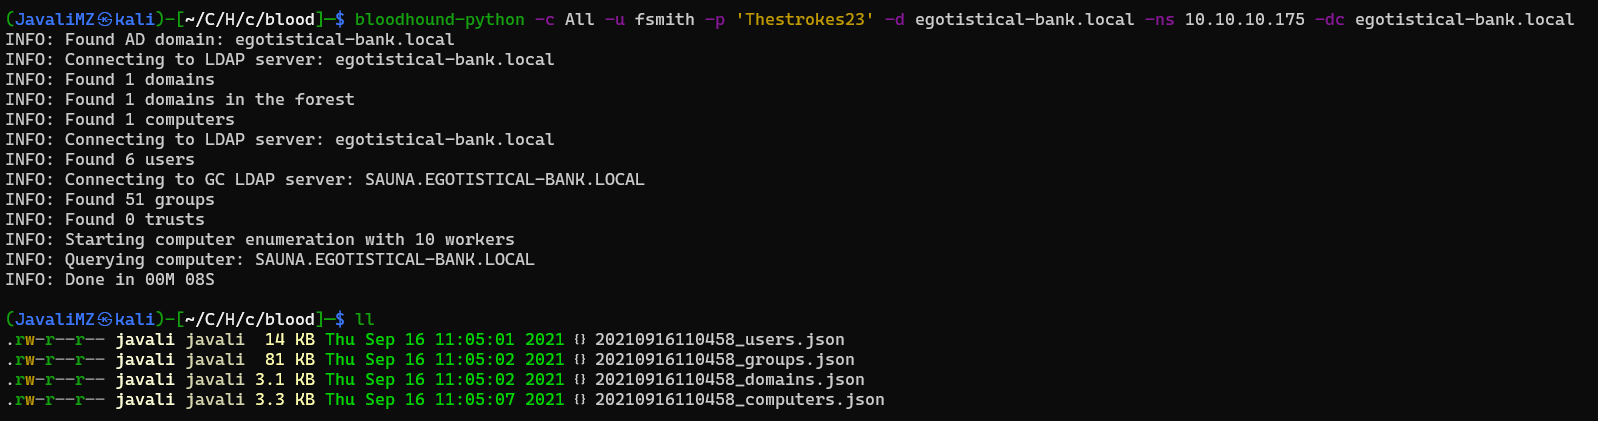 (JavaliMZ㉿kali)-[~/C/H/c/blood]─$ bloodhound-python -c All -u fsmith -p 'Thestrokes23' -d egotistical-bank.local -ns 10.10.10.175 -dc egotistical-bank.local
INFO: Found AD domain: egotistical-bank.local
INFO: Connecting to LDAP server: egotistical-bank.local
INFO: Found 1 domains
INFO: Found 1 domains in the forest
INFO: Found 1 computers
INFO: Connecting to LDAP server: egotistical-bank.local
INFO: Found 6 users
INFO: Connecting to GC LDAP server: SAUNA.EGOTISTICAL-BANK.LOCAL
INFO: Found 51 groups
INFO: Found 0 trusts
INFO: Starting computer enumeration with 10 workers
INFO: Querying computer: SAUNA.EGOTISTICAL-BANK.LOCAL
INFO: Done in 00M 08S
(JavaliMZ㉿kali)-[~/C/H/c/blood]─$ ll
.rw-r--r-- javali javali  14 KB Thu Sep 16 11:05:01 2021 {} 20210916110458_users.json
.rw-r--r-- javali javali  81 KB Thu Sep 16 11:05:02 2021 {} 20210916110458_groups.json
.rw-r--r-- javali javali 3.1 KB Thu Sep 16 11:05:02 2021 {} 20210916110458_domains.json
.rw-r--r-- javali javali 3.3 KB Thu Sep 16 11:05:07 2021 {} 20210916110458_computers.json